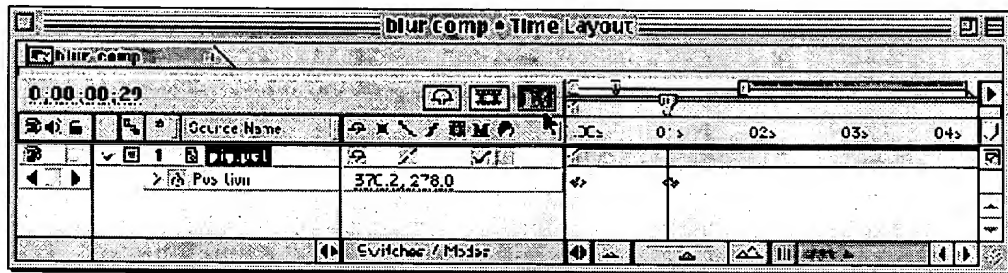 blur comp • Time Layout
blur comp
0;00;00;29
Source Name
00s 01s 02s 03s 04s
1
Position 370.2, 278.0
Switches / Modes